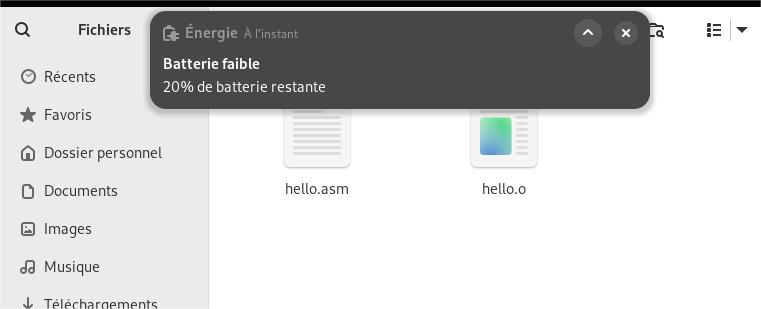 Fichiers
Énergie À l'instant
Batterie faible
20% de batterie restante
Récents
Favoris
Dossier personnel
Documents
Images
Musique
Téléchargements
hello.asm
hello.o